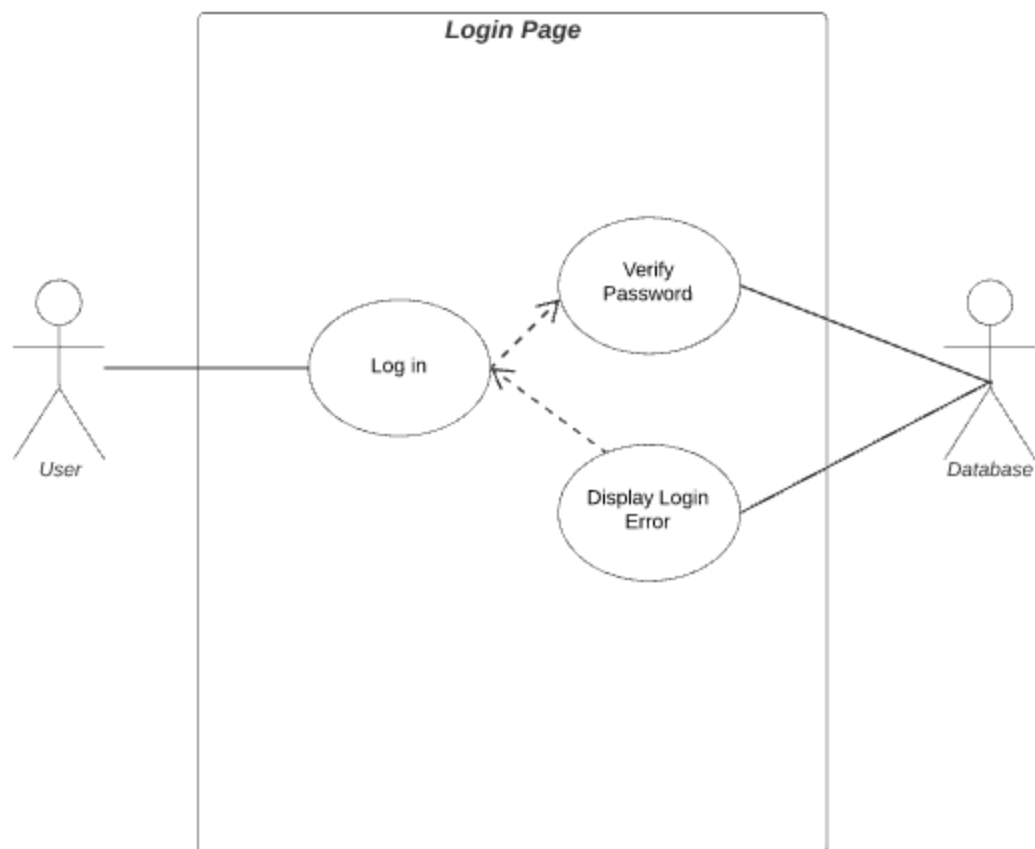 Login Page
Verify
Password
Log in
User
Database
Display Login
Error